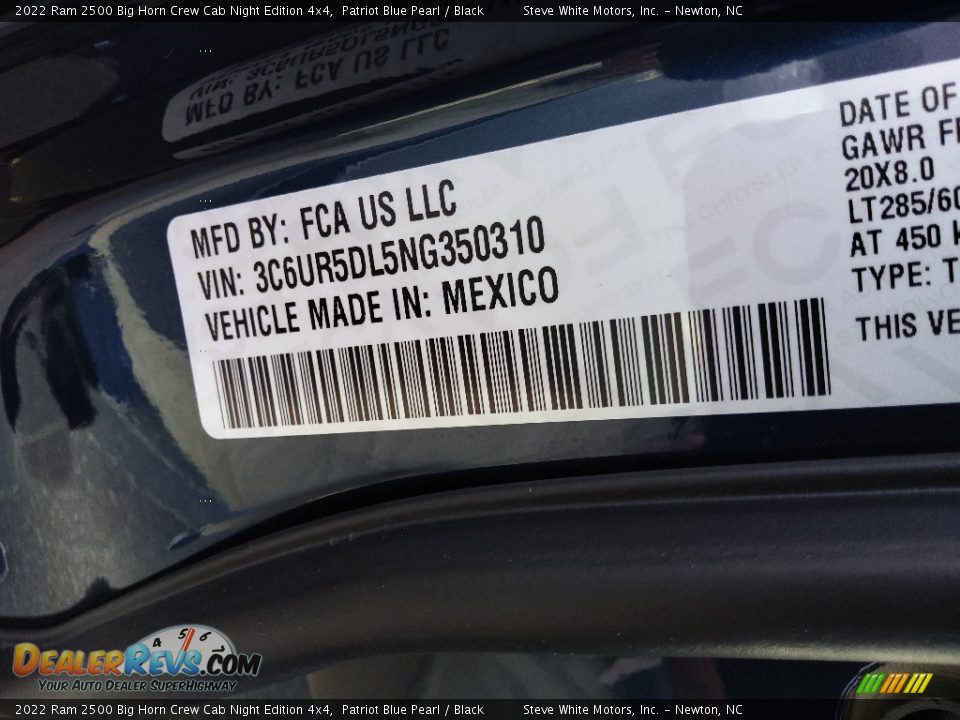 2022 Ram 2500 Big Horn Crew Cab Night Edition 4x4, Patriot Blue Pearl / Black Steve White Motors, Inc. – Newton, NC
MFD BY: FCA US LLC
VIN: 3C6UR5DL5NG350310
VEHICLE MADE IN: MEXICO
DATE OF
GAWR
20X8.0
LT285/60
AT 450
TYPE:
THIS
4 5 6
DealerRevs.com
Your Auto Dealer SuperHighway
2022 Ram 2500 Big Horn Crew Cab Night Edition 4x4, Patriot Blue Pearl / Black Steve White Motors, Inc. – Newton, NC